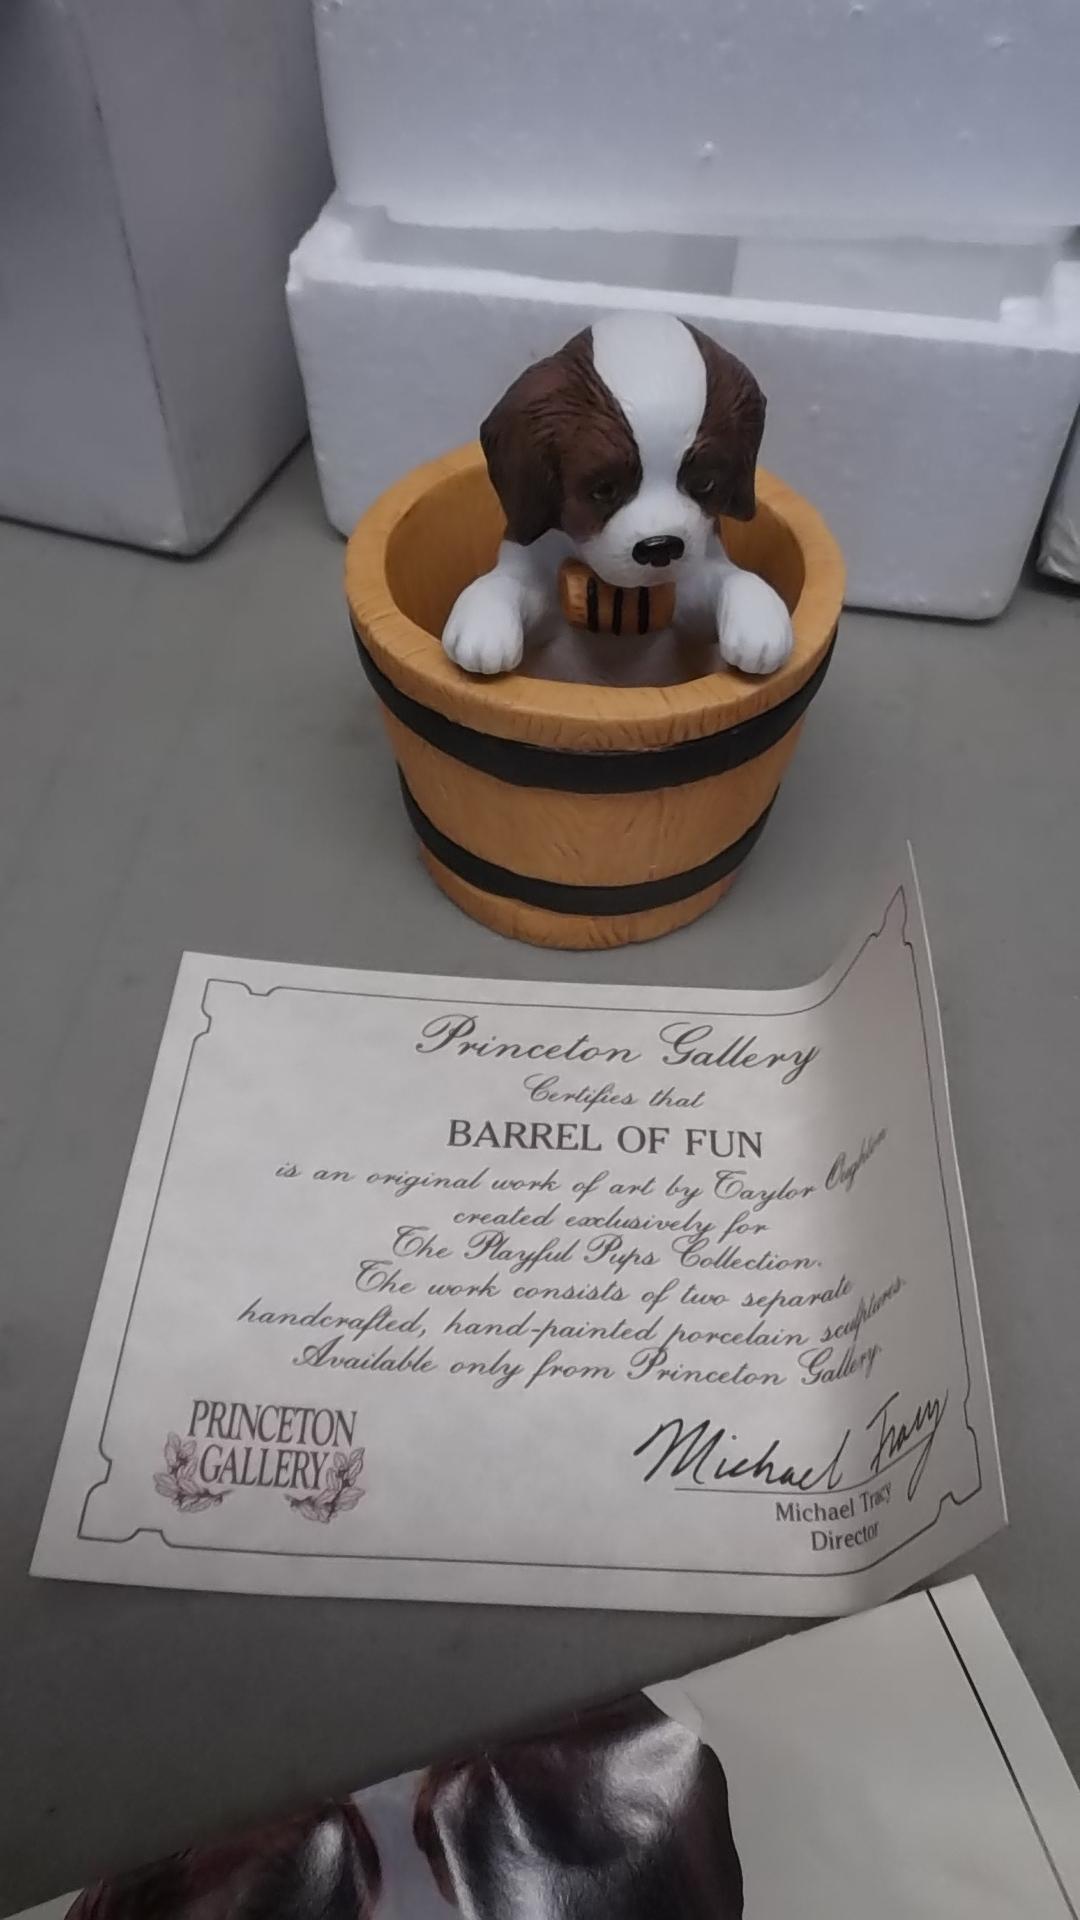 Princeton Gallery
Certifies that
BARREL OF FUN
is an original work of art by Taylor Oughton
created exclusively for
The Playful Pups Collection.
The work consists of two separate
handcrafted, hand-painted porcelain sculptures.
Available only from Princeton Gallery.
PRINCETON
GALLERY
Michael Tracy
Michael Tracy
Director